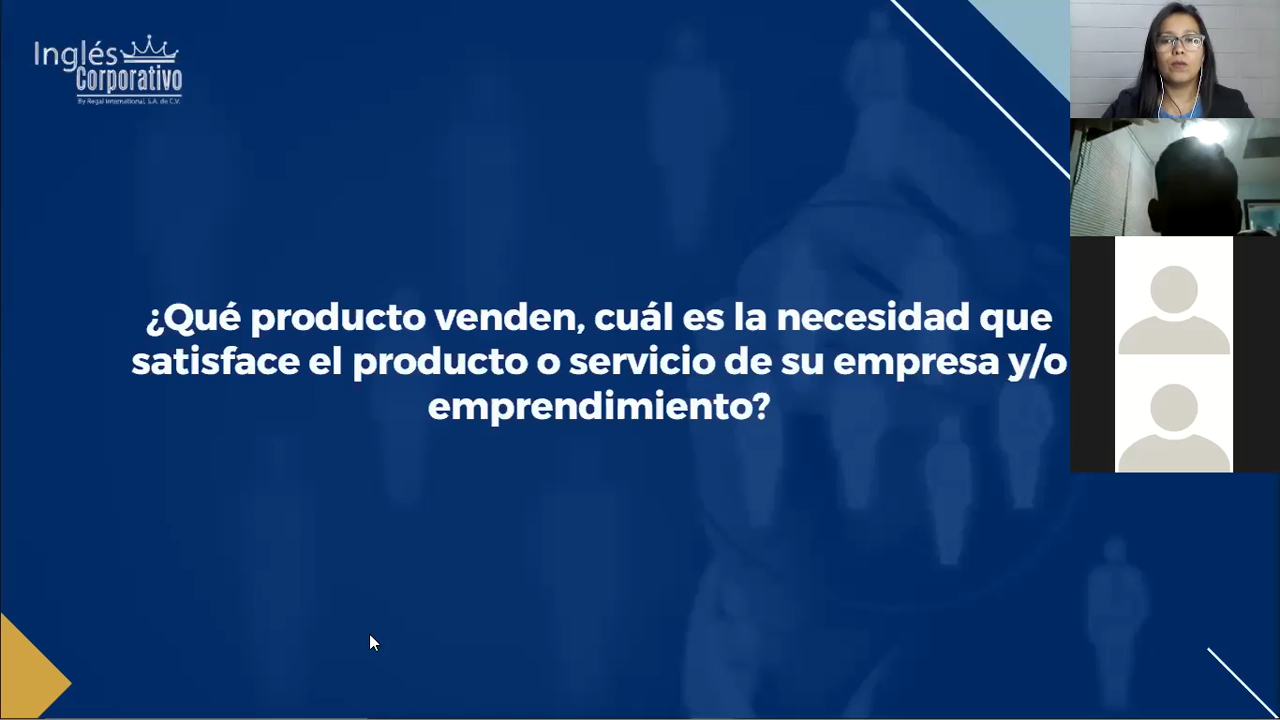 Inglés
Corporativo
By Regal International, S.A. de C.V.
¿Qué producto venden, cuál es la necesidad que
satisface el producto o servicio de su empresa y/o
emprendimiento?